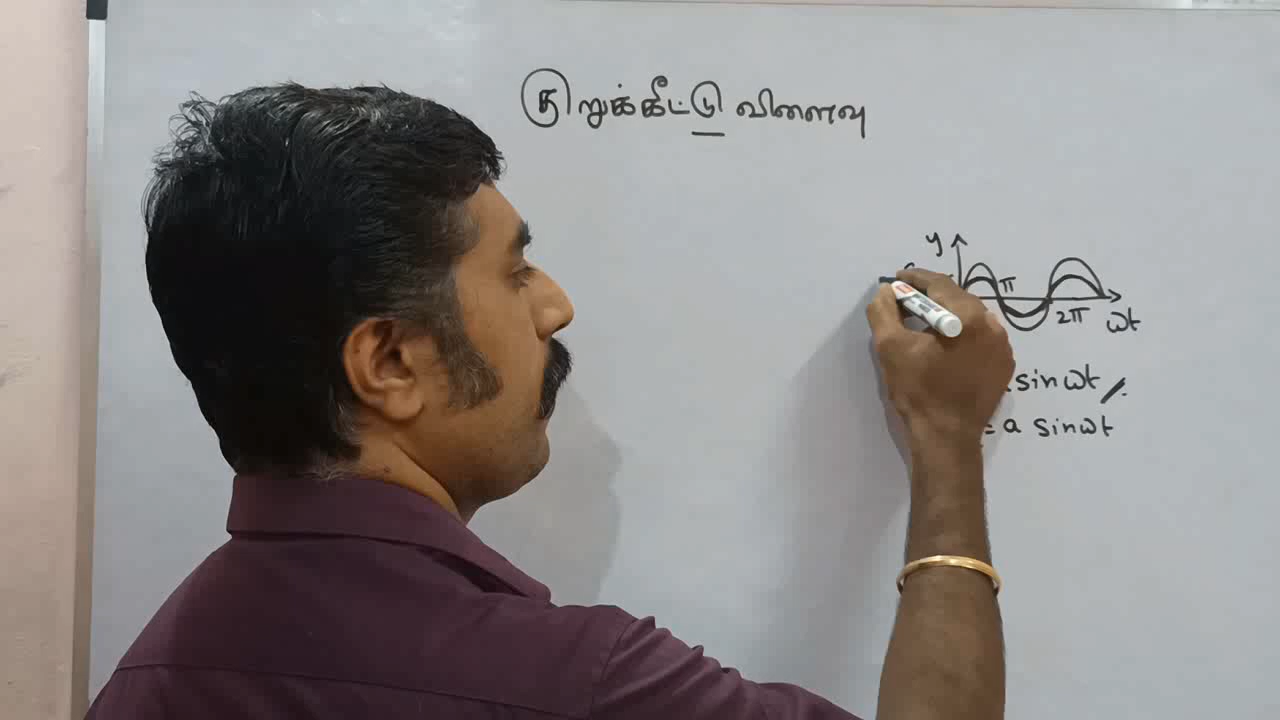 குறுக்கீட்டு விளைவு
y
π
2π
ωt
sin ωt
= a sin ωt